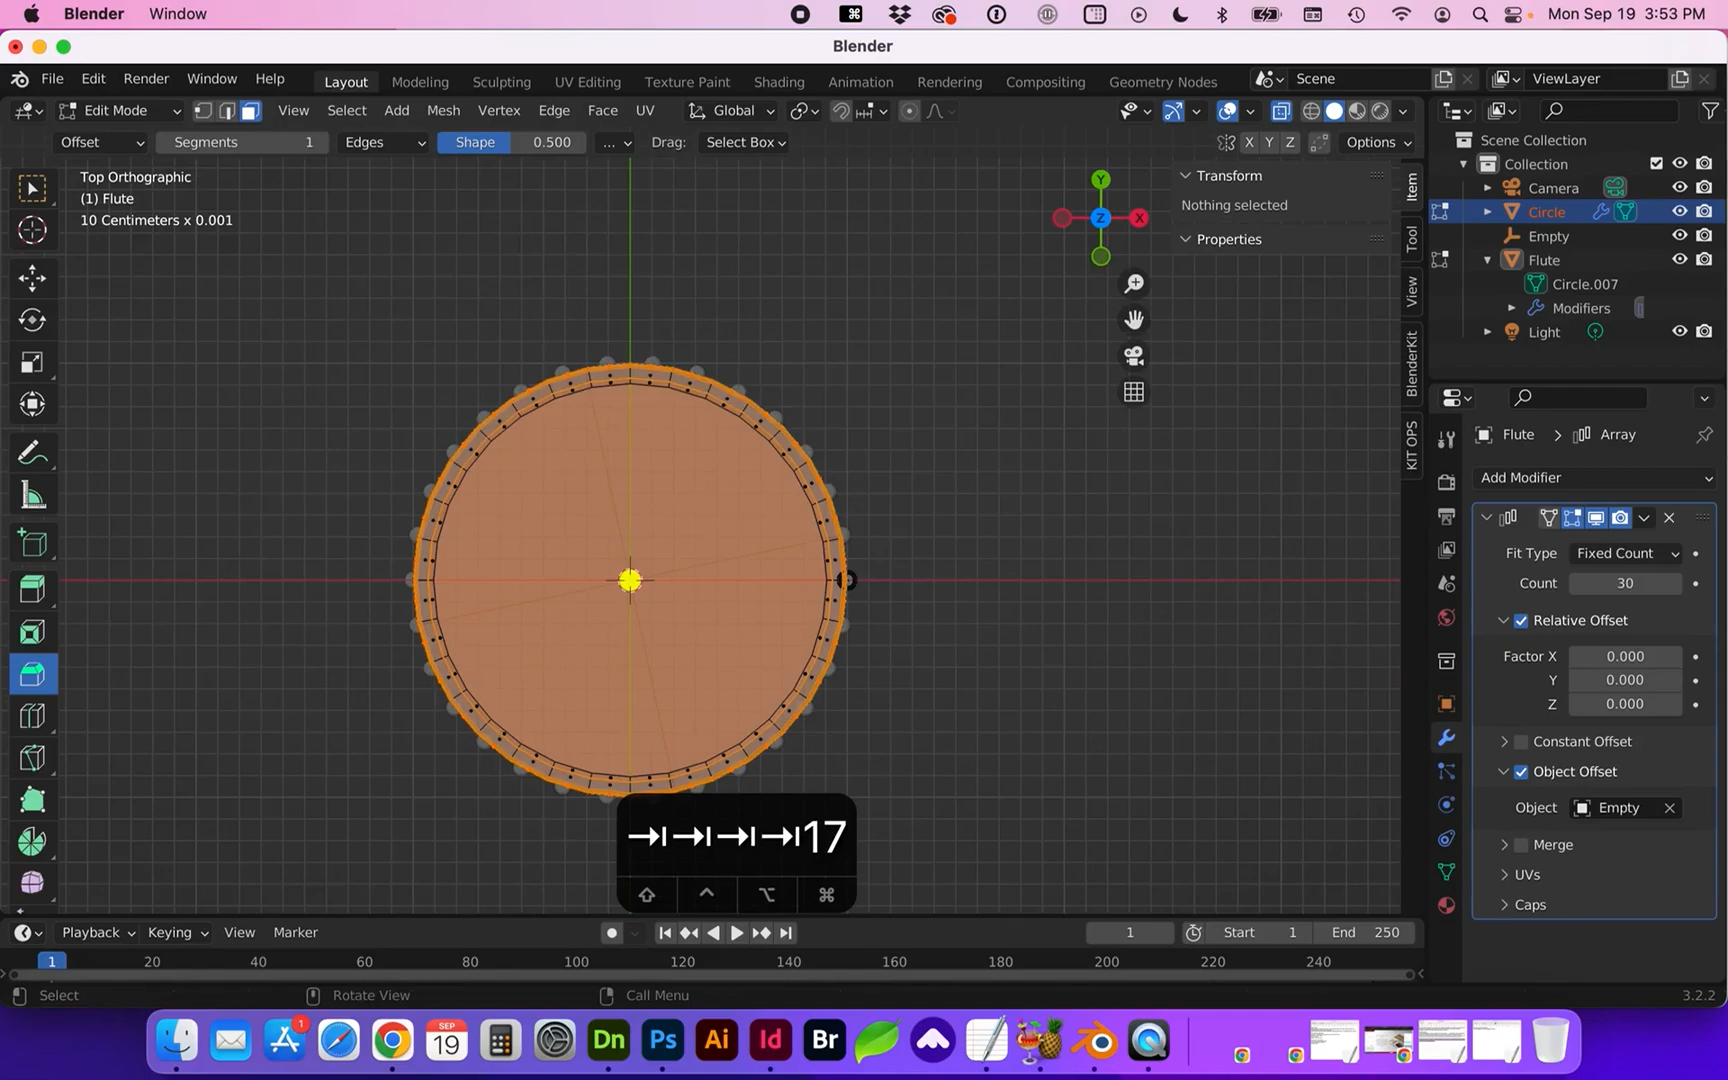 Blender Window Mon Sep 19 3:53 PM
Blender
File Edit Render Window Help Layout Modeling Sculpting UV Editing Texture Paint Shading Animation Rendering Compositing Geometry Nodes Scene ViewLayer
Edit Mode View Select Add Mesh Vertex Edge Face UV Global
Offset Segments 1 Edges Shape 0.500 ... Drag: Select Box X Y Z Options
Top Orthographic
(1) Flute
10 Centimeters x 0.001
Y
Z
X
Transform
Nothing selected
Properties
Item
Tool
View
BlenderKit
KIT OPS
Scene Collection
Collection
Camera
Circle
Empty
Flute
Circle.007
Modifiers
Light
Flute > Array
Add Modifier
Fit Type Fixed Count
Count 30
Relative Offset
Factor X 0.000
Y 0.000
Z 0.000
Constant Offset
Object Offset
Object Empty
Merge
UVs
Caps
→|→|→|→|17
⇧ ^ ⌥ ⌘
Playback Keying View Marker 1 Start 1 End 250
1 20 40 60 80 100 120 140 160 180 200 220 240
Select Rotate View Call Menu 3.2.2
1
SEP
19
Dn Ps Ai Id Br